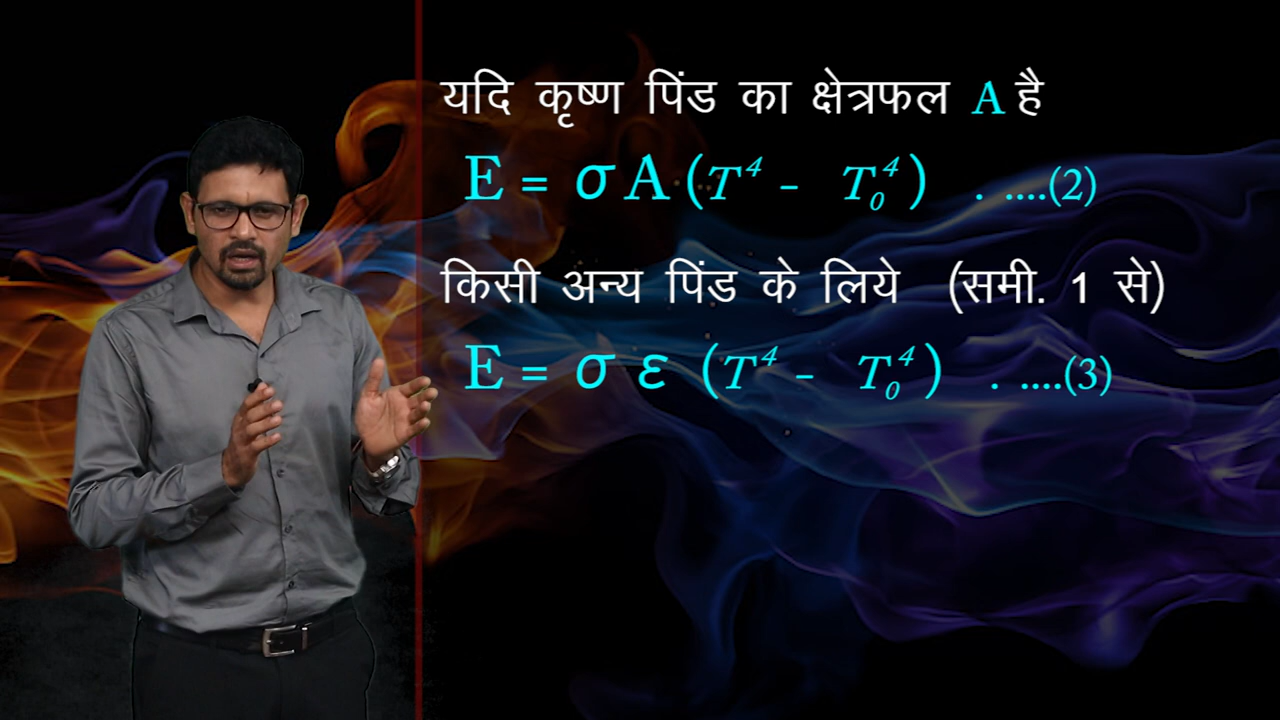 यदि कृष्ण पिंड का क्षेत्रफल A है
E = σ A (T⁴ – T₀⁴) . ....(2)
किसी अन्य पिंड के लिये (समी. 1 से)
E = σ ε (T⁴ – T₀⁴) . ....(3)